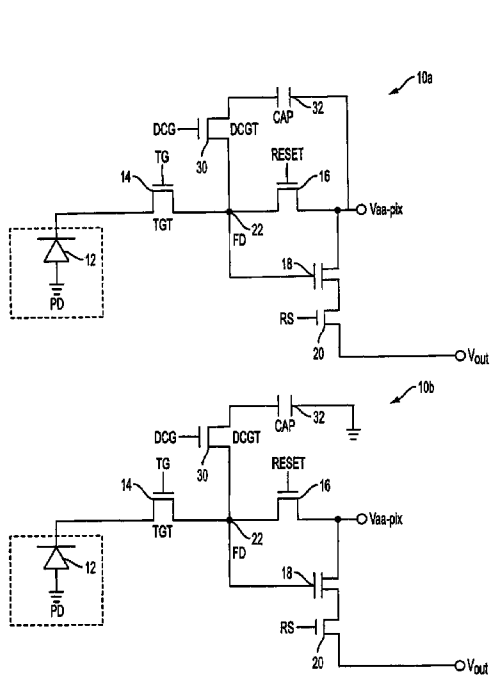 10a
32
CAP
DCG
DCGT
30
TG
RESET
14
16
Vaa-pix
TGT
22
FD
12
PD
18
RS
20
Vout
10b
32
CAP
DCG
DCGT
30
TG
RESET
14
16
Vaa-pix
TGT
22
FD
12
PD
18
RS
20
Vout